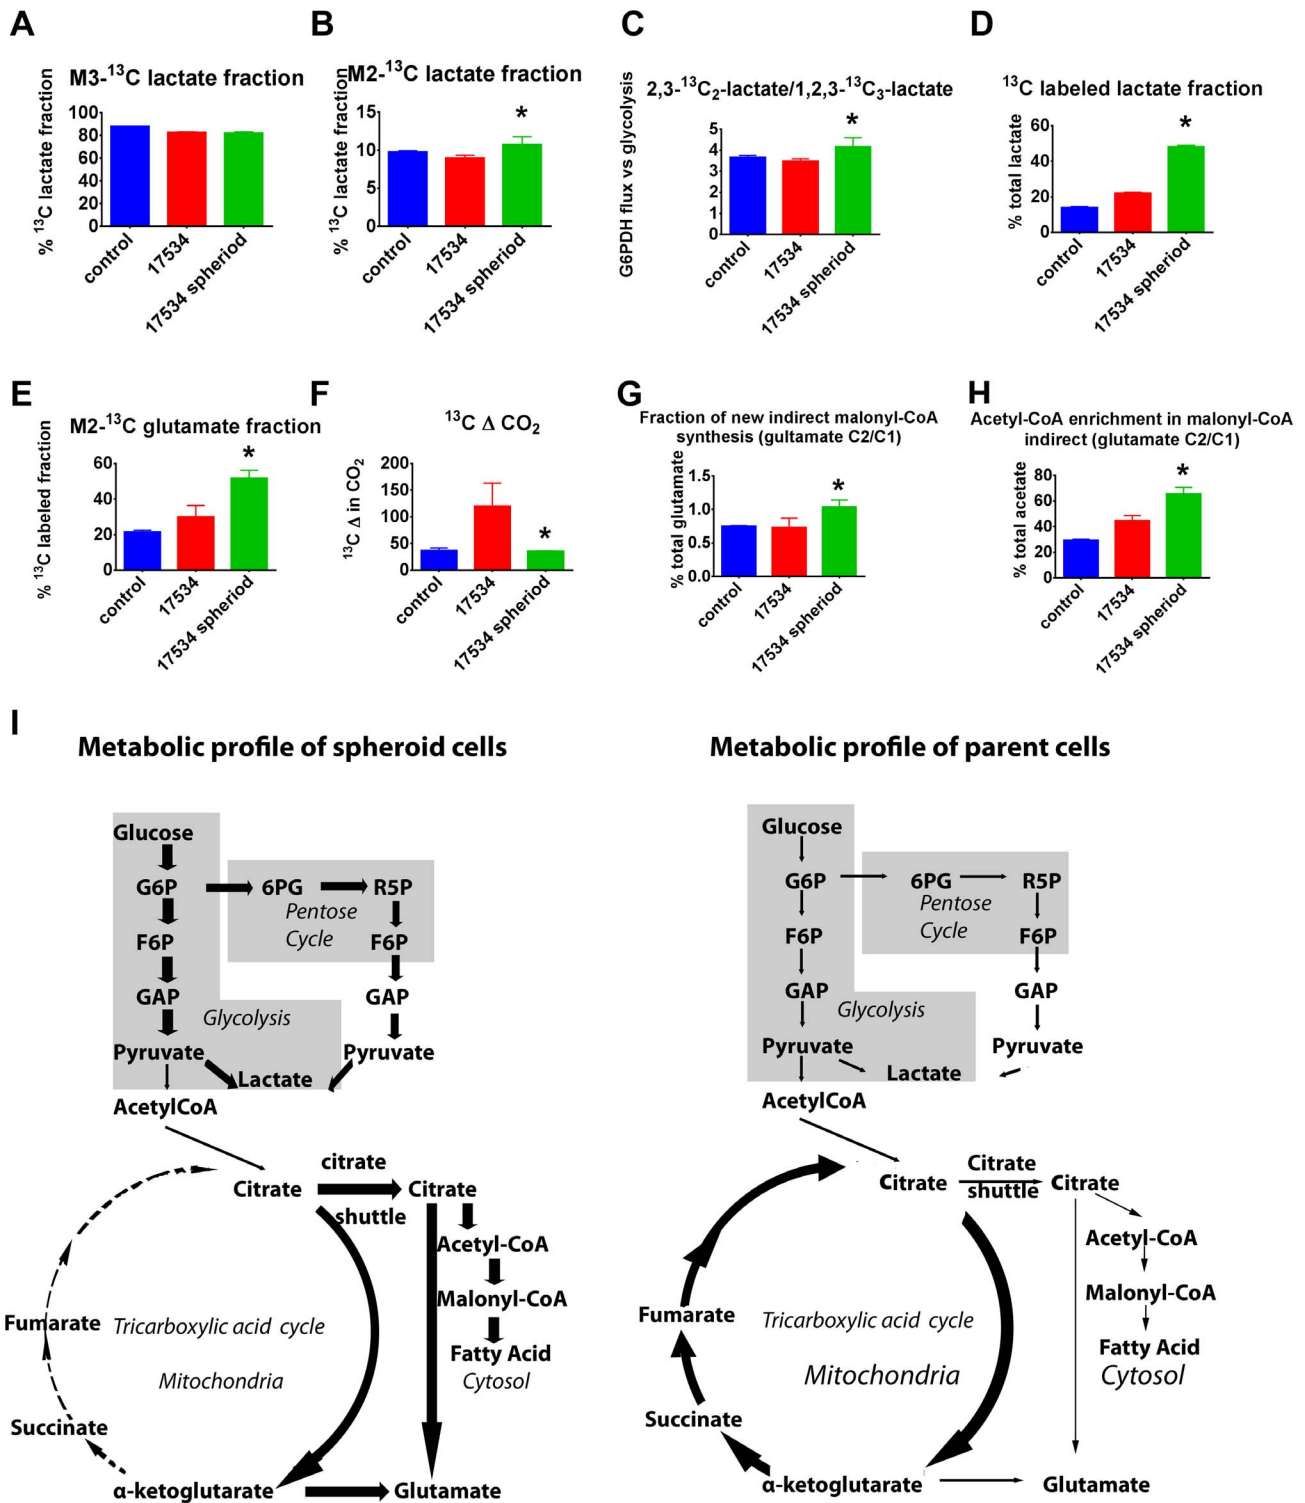 A
M3-¹³C lactate fraction
% ¹³C lactate fraction
100
80
60
40
20
0
control
17534
17534 spheriod
B
M2-¹³C lactate fraction
% ¹³C lactate fraction
15
10
5
0
control
17534
17534 spheriod
*
C
2,3-¹³C₂-lactate/1,2,3-¹³C₃-lactate
G6PDH flux vs glycolysis
5
4
3
2
1
0
control
17534
17534 spheriod
*
D
¹³C labeled lactate fraction
% total lactate
60
40
20
0
control
17534
17534 spheriod
*
E
M2-¹³C glutamate fraction
% ¹³C labeled fraction
60
40
20
0
control
17534
17534 spheriod
*
F
¹³C Δ CO₂
¹³C Δ in CO₂
200
150
100
50
0
control
17534
17534 spheriod
*
G
Fraction of new indirect malonyl-CoA
synthesis (gultamate C2/C1)
% total glutamate
1.5
1.0
0.5
0.0
control
17534
17534 spheriod
*
H
Acetyl-CoA enrichment in malonyl-CoA
indirect (glutamate C2/C1)
% total acetate
80
60
40
20
0
control
17534
17534 spheriod
*
I
Metabolic profile of spheroid cells
Glucose
G6P
6PG
R5P
Pentose
Cycle
F6P
F6P
GAP
GAP
Glycolysis
Pyruvate
Pyruvate
Lactate
AcetylCoA
citrate
Citrate
Citrate
shuttle
Acetyl-CoA
Malonyl-CoA
Fumarate
Tricarboxylic acid cycle
Fatty Acid
Mitochondria
Cytosol
Succinate
α-ketoglutarate
Glutamate
Metabolic profile of parent cells
Glucose
G6P
6PG
R5P
Pentose
Cycle
F6P
F6P
GAP
GAP
Glycolysis
Pyruvate
Pyruvate
Lactate
AcetylCoA
Citrate
Citrate
shuttle
Citrate
Acetyl-CoA
Malonyl-CoA
Fumarate
Tricarboxylic acid cycle
Fatty Acid
Mitochondria
Cytosol
Succinate
α-ketoglutarate
Glutamate